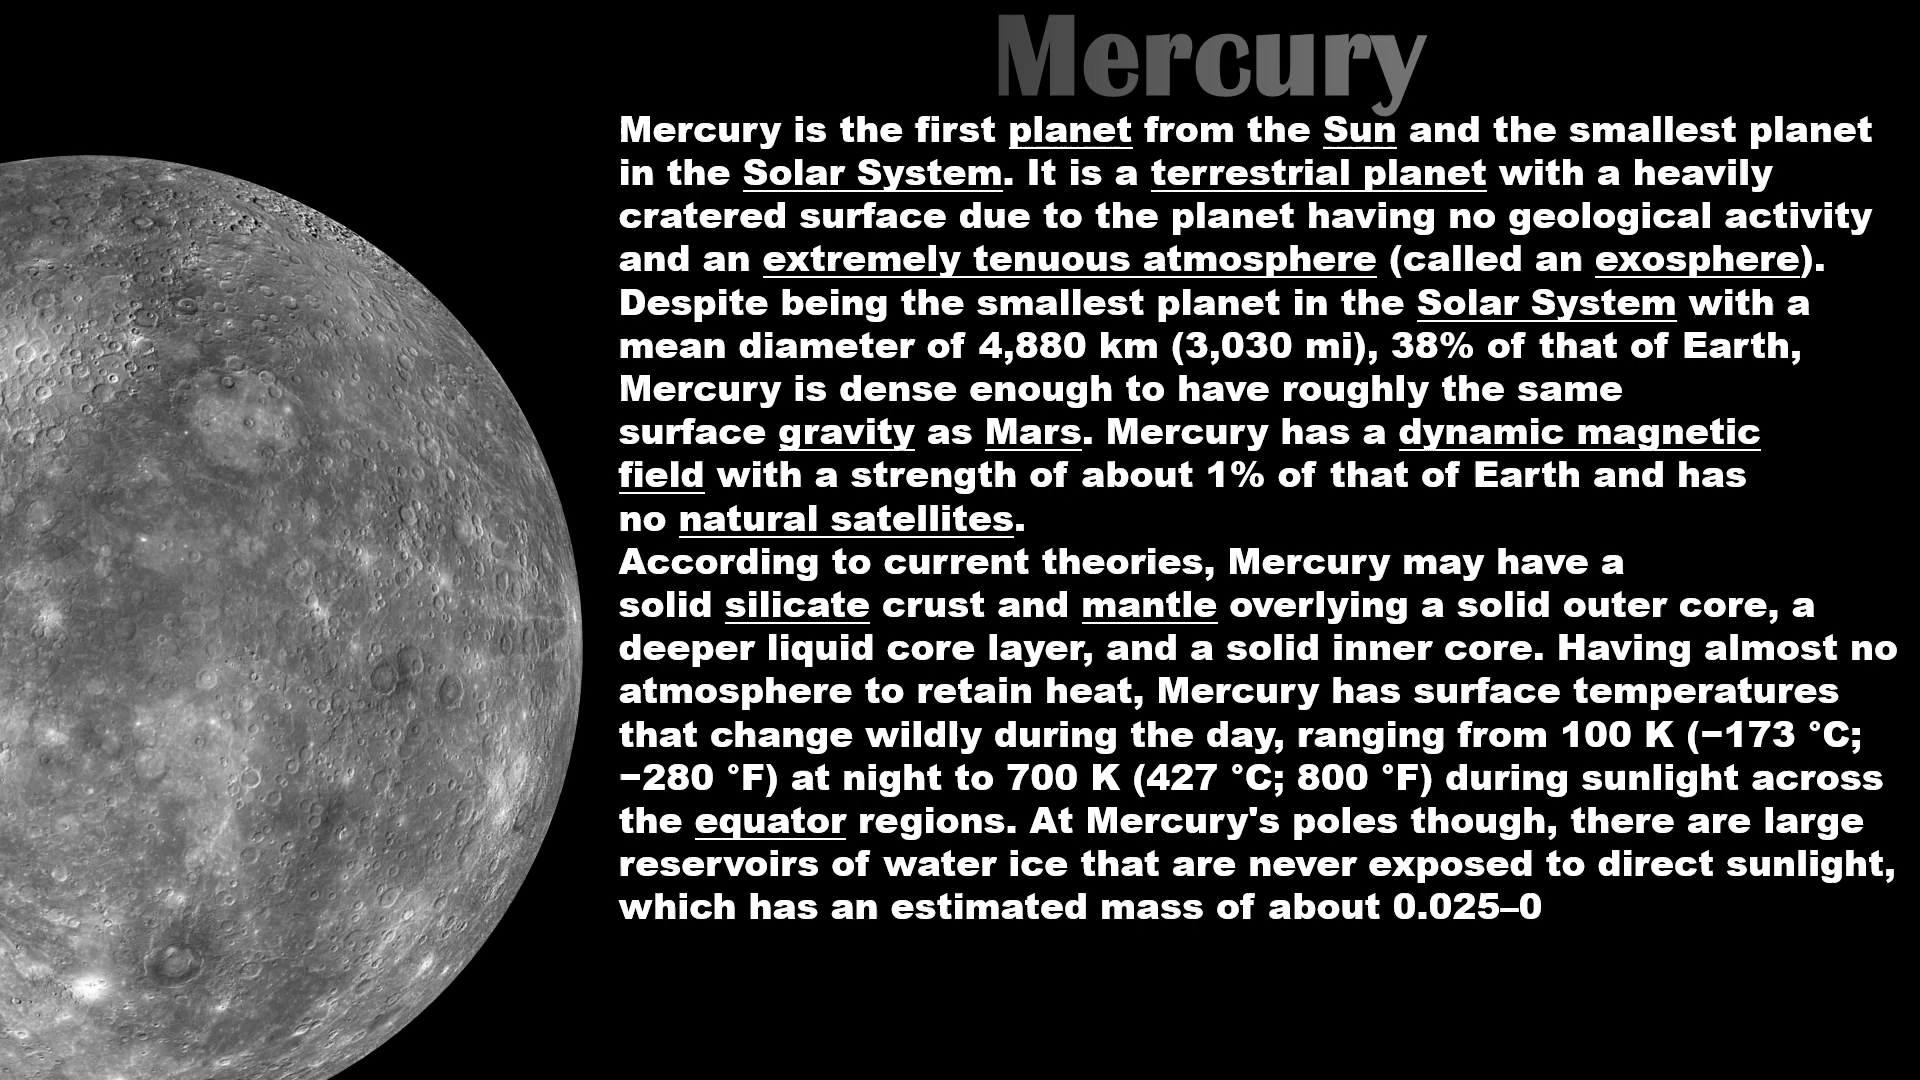 Mercury
Mercury is the first planet from the Sun and the smallest planet
in the Solar System. It is a terrestrial planet with a heavily
cratered surface due to the planet having no geological activity
and an extremely tenuous atmosphere (called an exosphere).
Despite being the smallest planet in the Solar System with a
mean diameter of 4,880 km (3,030 mi), 38% of that of Earth,
Mercury is dense enough to have roughly the same
surface gravity as Mars. Mercury has a dynamic magnetic
field with a strength of about 1% of that of Earth and has
no natural satellites.
According to current theories, Mercury may have a
solid silicate crust and mantle overlying a solid outer core, a
deeper liquid core layer, and a solid inner core. Having almost no
atmosphere to retain heat, Mercury has surface temperatures
that change wildly during the day, ranging from 100 K (−173 °C;
−280 °F) at night to 700 K (427 °C; 800 °F) during sunlight across
the equator regions. At Mercury's poles though, there are large
reservoirs of water ice that are never exposed to direct sunlight,
which has an estimated mass of about 0.025–0